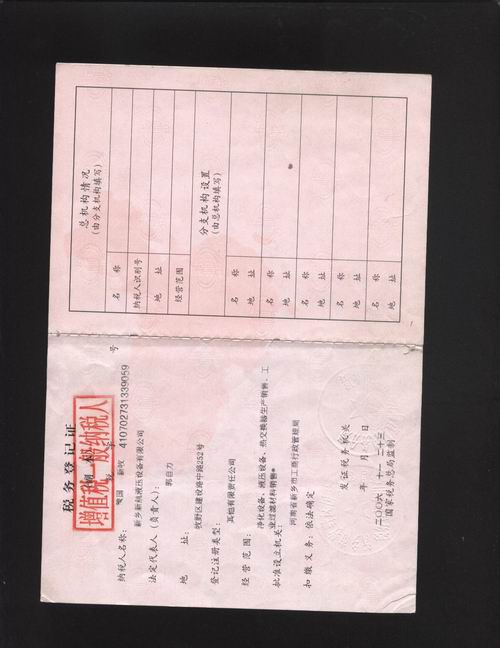 税务登记证
增值税一般纳税人
豫国 新牧 410702731339059 号
纳税人名称： 新乡新航液压设备有限公司
法定代表人（负责人）：
地 址： 牧野区建设路中路252号
登记注册类型： 其他有限责任公司
经营范围： 净化设备、液压设备、热交换器生产销售、工
业过滤材料销售*
批准设立机关： 河南省新乡市工商行政管理局
扣缴义务： 依法确定
发证税务机关
年 月 日
二〇〇六 十一 二十三
国家税务总局监制
总机构情况
(由分支机构填写)
名 称
纳税人识别号
地 址
经营范围
分支机构设置
(由总机构填写)
名 称
地 址
名 称
地 址
名 称
地 址
名 称
地 址
名 称
地 址